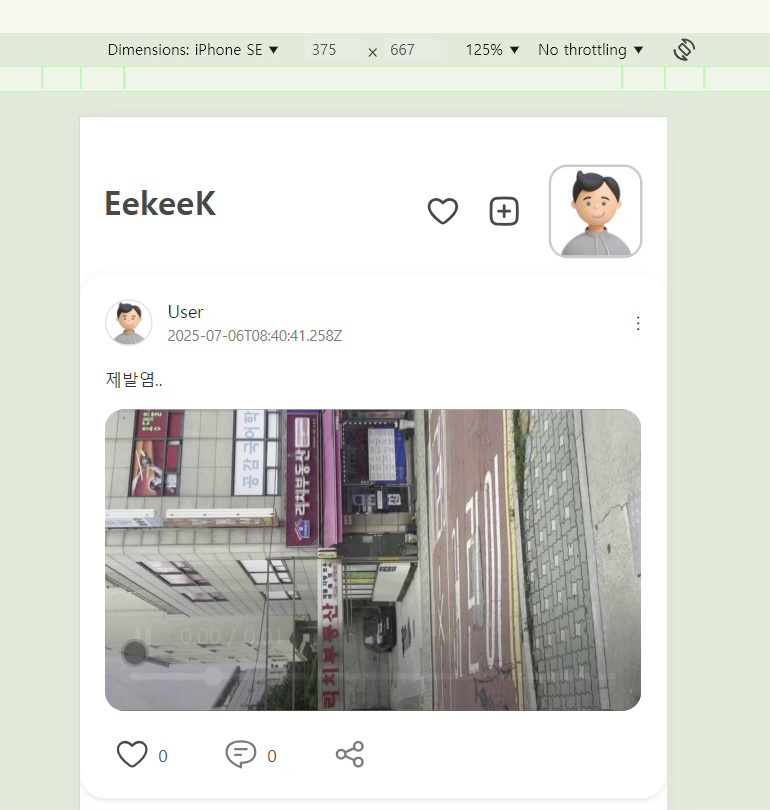 Dimensions: iPhone SE ▼ 375 × 667 125% ▼ No throttling ▼
EekeeK
User
2025-07-06T08:40:41.258Z
제발염..
공감국어학
리치부동산
리치부동산
0:00 / 0:01
0 0